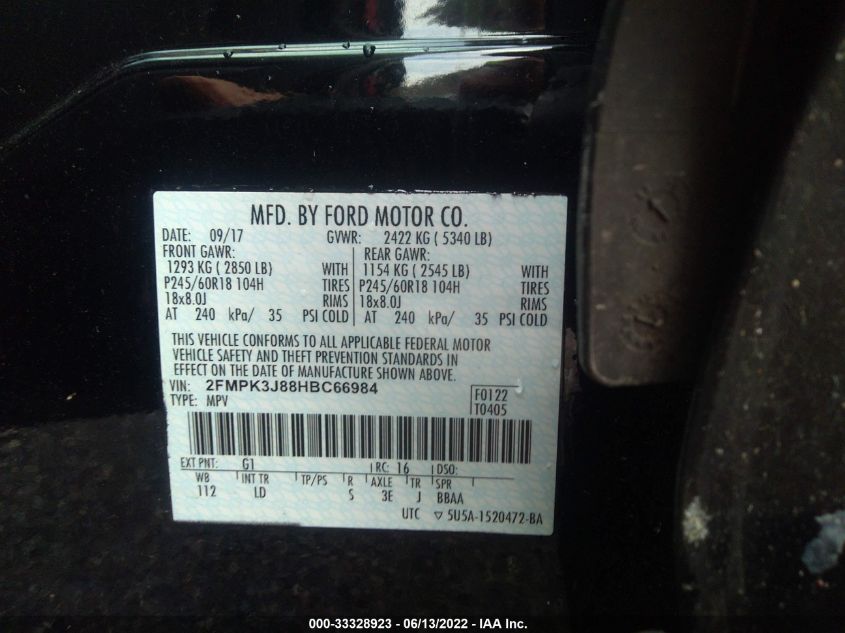 MFD. BY FORD MOTOR CO.
DATE: 09/17 GVWR: 2422 KG ( 5340 LB)
FRONT GAWR: REAR GAWR:
1293 KG ( 2850 LB) WITH 1154 KG ( 2545 LB) WITH
P245/60R18 104H TIRES P245/60R18 104H TIRES
18x8.0J RIMS 18x8.0J RIMS
AT 240 kPa/ 35 PSI COLD AT 240 kPa/ 35 PSI COLD
THIS VEHICLE CONFORMS TO ALL APPLICABLE FEDERAL MOTOR
VEHICLE SAFETY AND THEFT PREVENTION STANDARDS IN
EFFECT ON THE DATE OF MANUFACTURE SHOWN ABOVE.
VIN: 2FMPK3J88HBC66984 F0122
TYPE: MPV T0405
EXT PNT: G1 RC: 16 DSO:
WB INT TR TP/PS R AXLE TR SPR
112 LD S 3E J BBAA
UTC ▽ 5U5A-1520472-BA
000-33328923 - 06/13/2022 - IAA Inc.